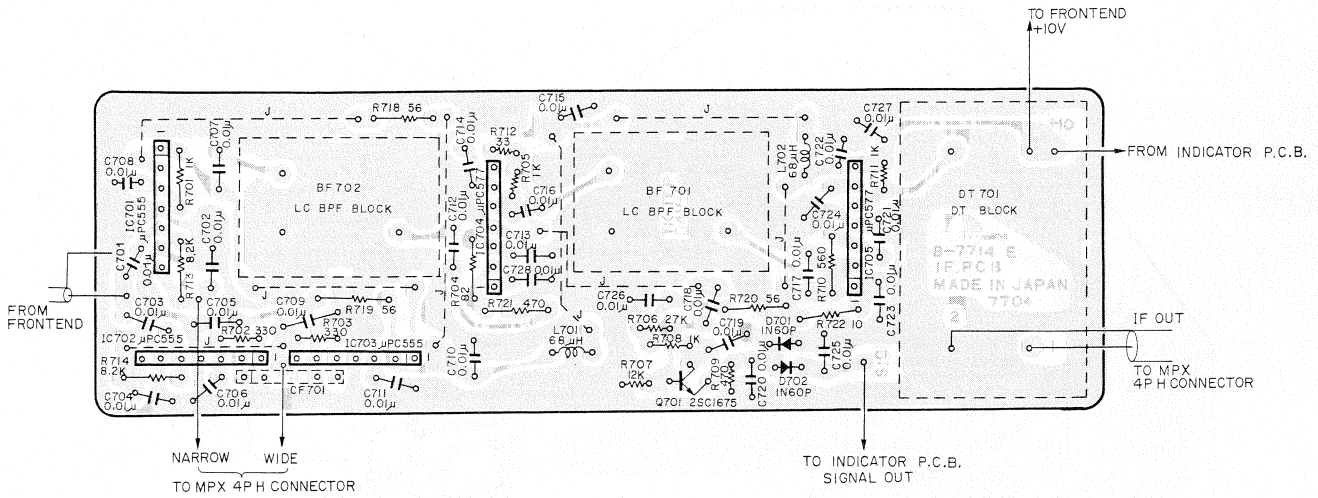 TO FRONTEND
+10V
FROM INDICATOR P.C.B.
IF OUT
TO MPX
4P H CONNECTOR
TO INDICATOR P.C.B.
SIGNAL OUT
FROM
FRONTEND
NARROW WIDE
TO MPX 4P H CONNECTOR
J
R718 56
C715
0.01μ
J
C727
0.01μ
C707
0.01μ
C714
0.01μ
R712
33
R705
1K
L702
68μH
C722
0.01μ
R711 1K
C708
0.01μ
IC701
μPC555
R701 1K
BF702
LC BPF BLOCK
C712
0.01μ
IC704 μPC577
C716
0.01μ
BF701
LC BPF BLOCK
C724
0.01μ
μPC577
IC705
C721
0.01μ
DT701
DT BLOCK
C701
0.01μ
R713 8.2K
C702
0.01μ
C713
0.01μ
C728 0.01μ
J
J
J
C717 0.01μ
R710 560
C723
0.01μ
B-7714 E
IF.PCB
MADE IN JAPAN
7704
2
C703
0.01μ
C705
0.01μ
J
C709
0.01μ
R719 56
R704
82
R721 470
C726
0.01μ
C718
0.01μ
R720 56
R722 10
R702 330
R703
330
L701
68μH
J
R706 27K
R708 1K
C719
0.01μ
D701
1N60P
IC702 μPC555
J
IC703 μPC555
C710
0.01μ
C725
0.01μ
R714
8.2K
R707
12K
R709
470
C720 0.01μ
D702
1N60P
C704
0.01μ
C706
0.01μ
CF701
C711
0.01μ
Q701 2SC1675